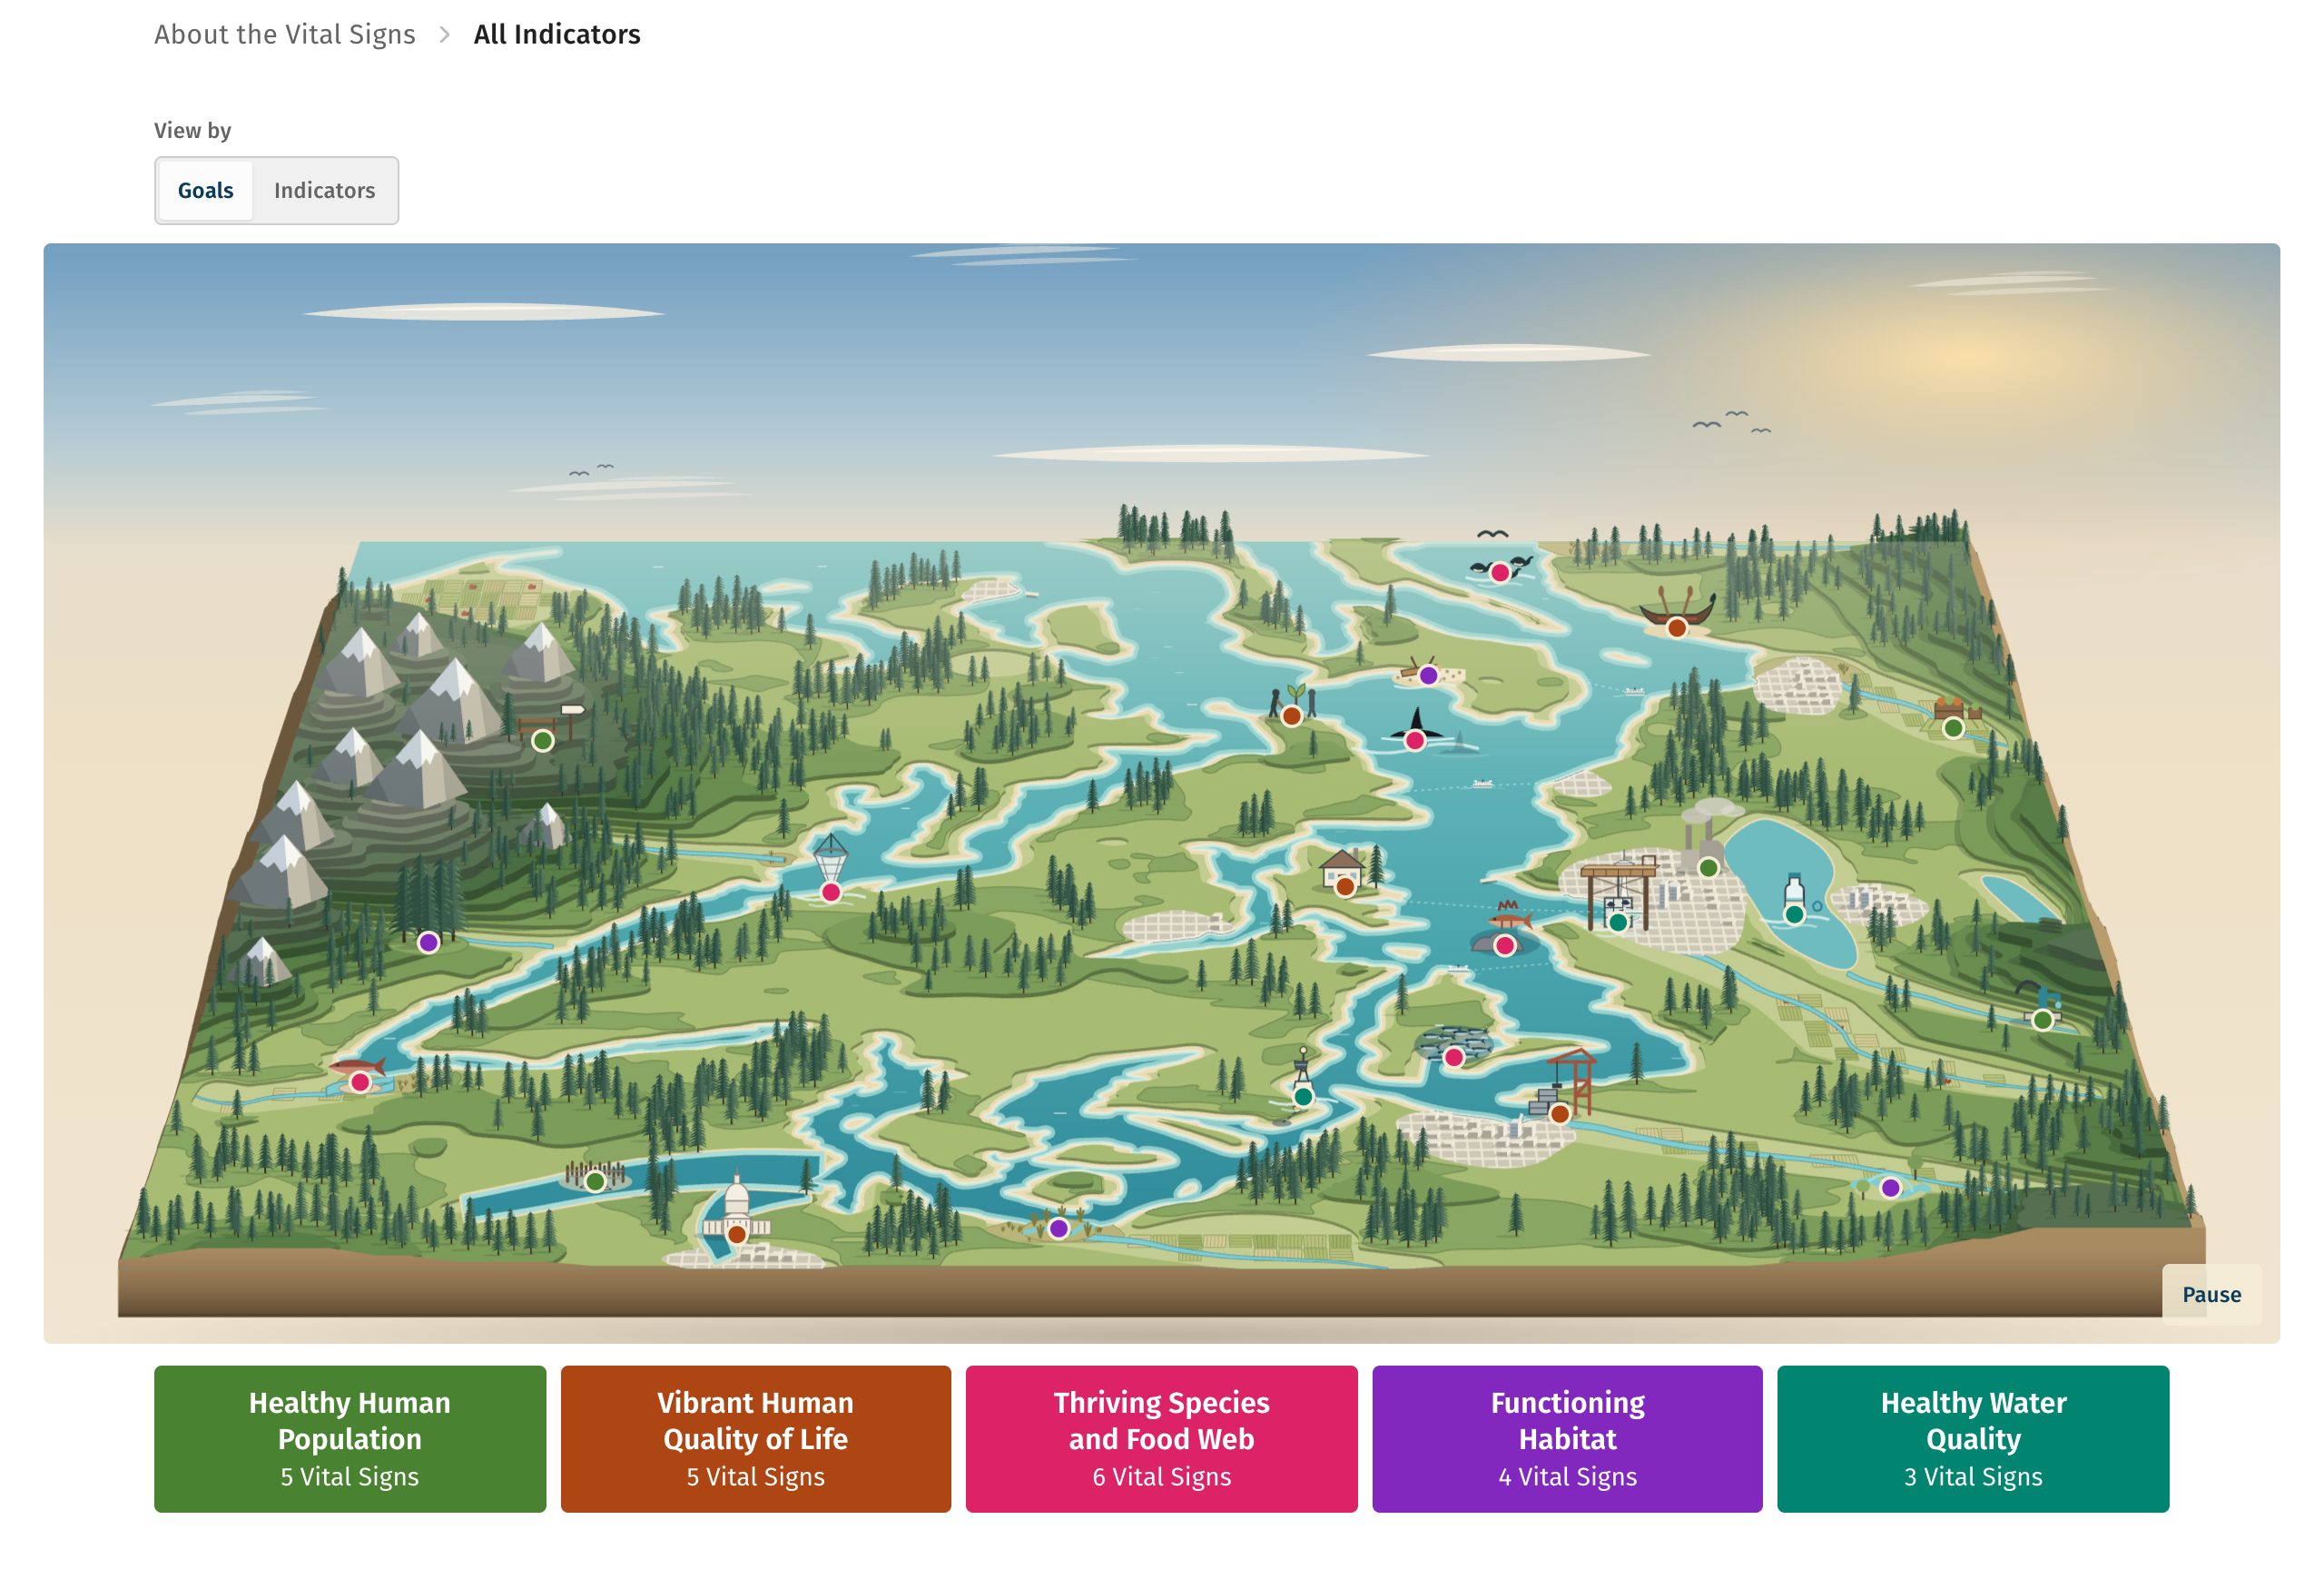 About the Vital Signs > All Indicators
View by
Goals Indicators
Pause
Healthy Human
Population
5 Vital Signs
Vibrant Human
Quality of Life
5 Vital Signs
Thriving Species
and Food Web
6 Vital Signs
Functioning
Habitat
4 Vital Signs
Healthy Water
Quality
3 Vital Signs